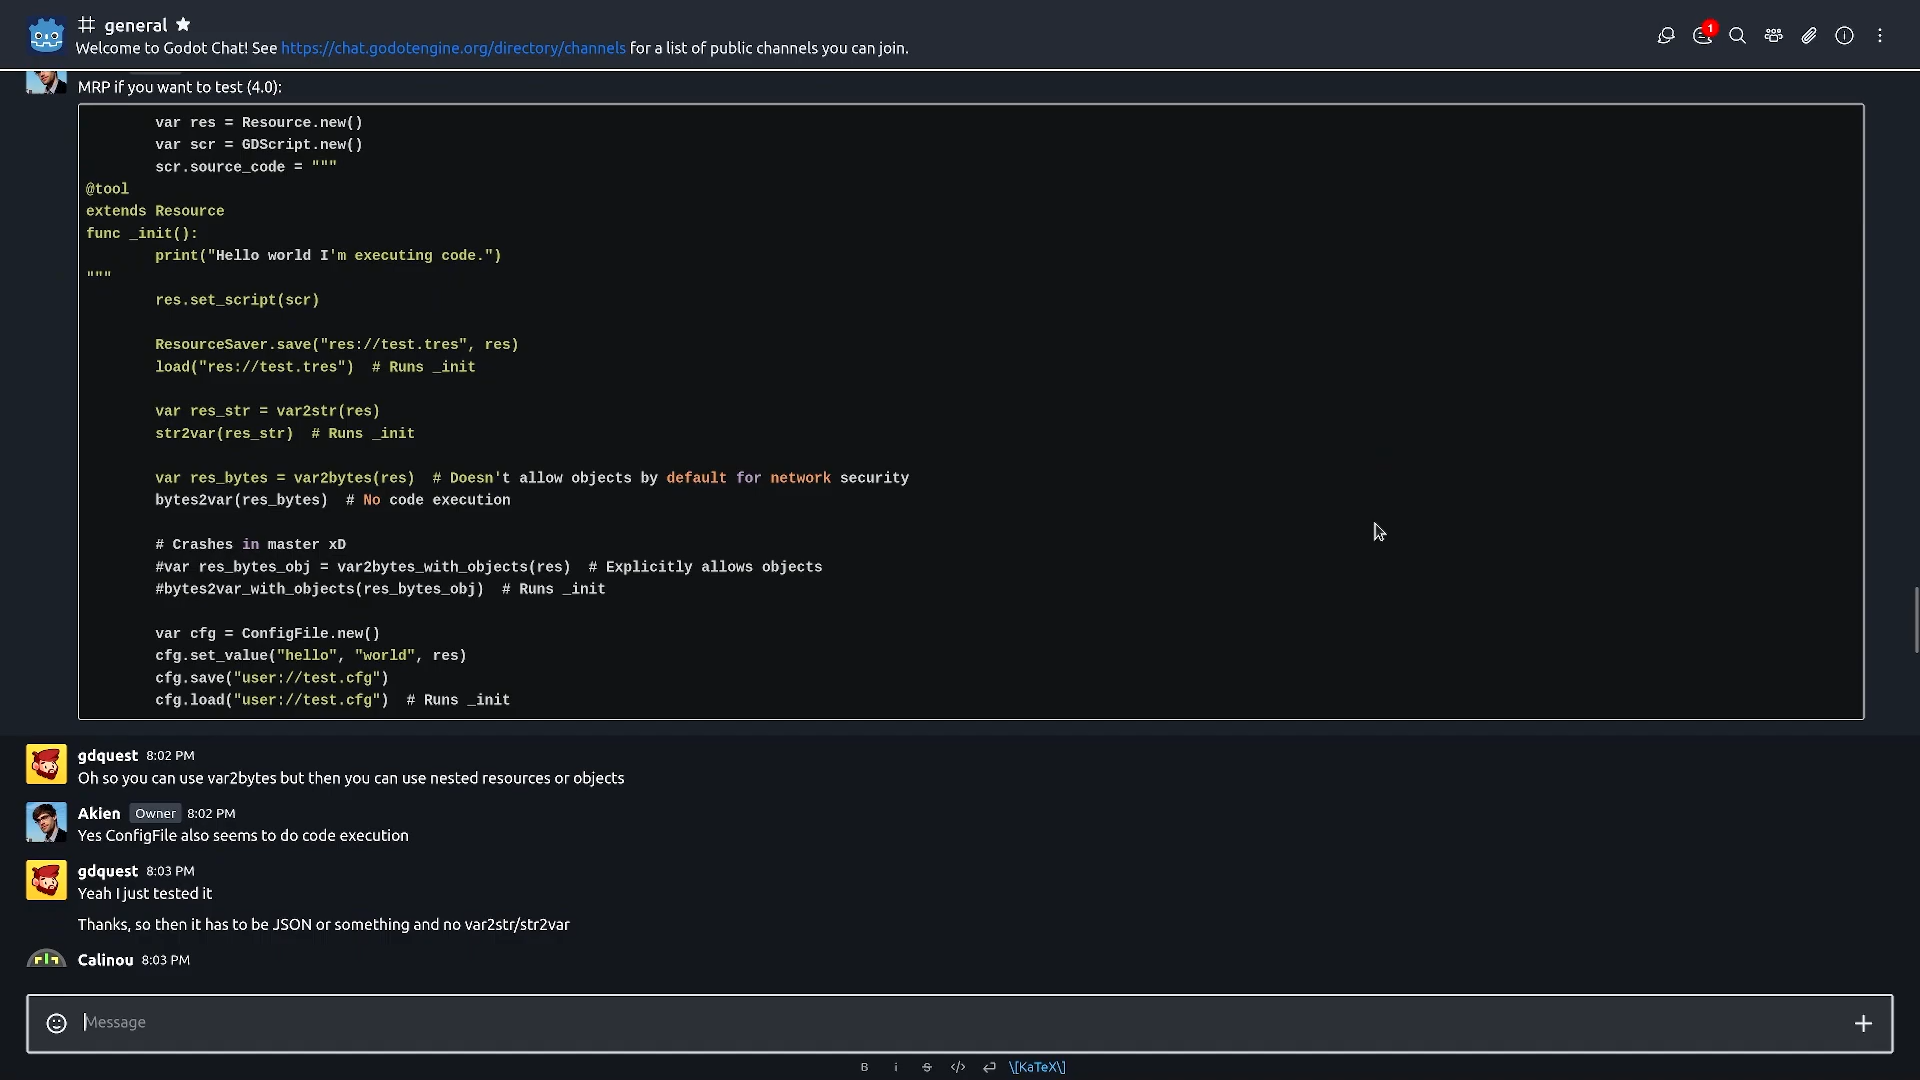 # general ★
Welcome to Godot Chat! See https://chat.godotengine.org/directory/channels for a list of public channels you can join.
1
MRP if you want to test (4.0):
var res = Resource.new()
var scr = GDScript.new()
scr.source_code = """
@tool
extends Resource
func _init():
print("Hello world I'm executing code.")
"""
res.set_script(scr)
ResourceSaver.save("res://test.tres", res)
load("res://test.tres")  # Runs _init
var res_str = var2str(res)
str2var(res_str)  # Runs _init
var res_bytes = var2bytes(res)  # Doesn't allow objects by default for network security
bytes2var(res_bytes)  # No code execution
# Crashes in master xD
#var res_bytes_obj = var2bytes_with_objects(res)  # Explicitly allows objects
#bytes2var_with_objects(res_bytes_obj)  # Runs _init
var cfg = ConfigFile.new()
cfg.set_value("hello", "world", res)
cfg.save("user://test.cfg")
cfg.load("user://test.cfg")  # Runs _init
gdquest 8:02 PM
Oh so you can use var2bytes but then you can use nested resources or objects
Akien Owner 8:02 PM
Yes ConfigFile also seems to do code execution
gdquest 8:03 PM
Yeah I just tested it
Thanks, so then it has to be JSON or something and no var2str/str2var
Calinou 8:03 PM
Message
B i S </> \[KaTeX\]